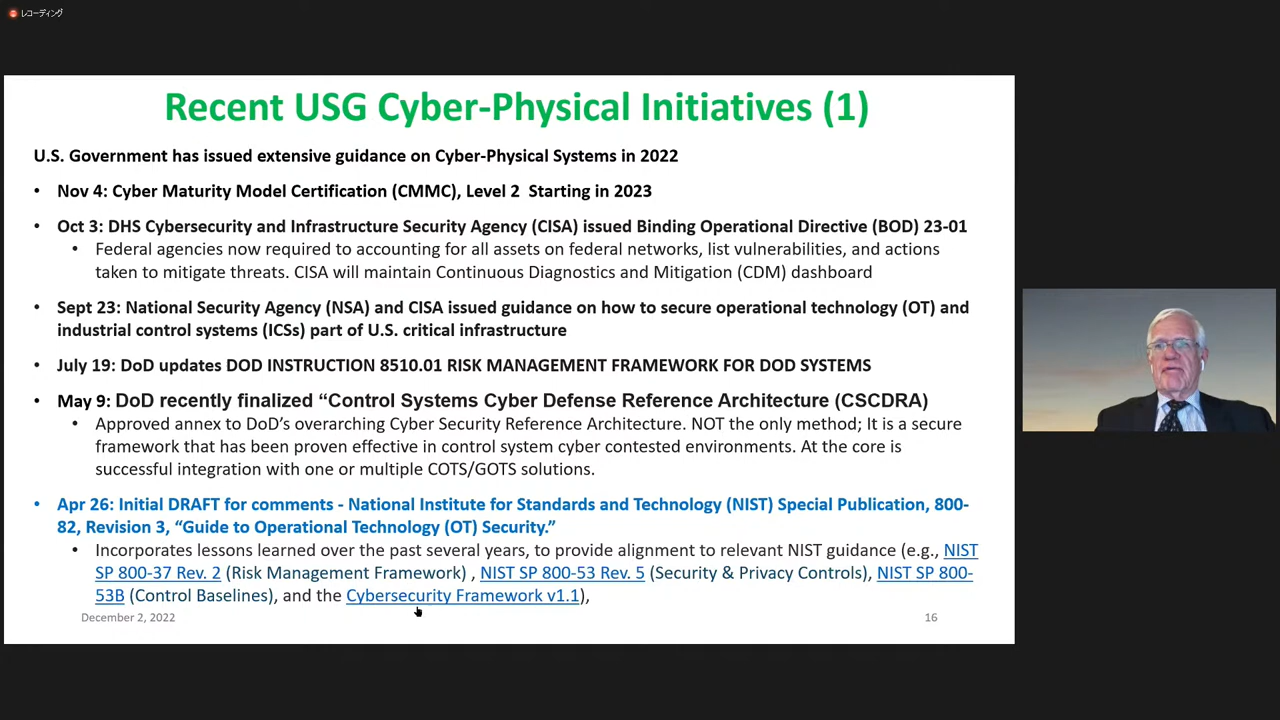 レコーディング
Recent USG Cyber-Physical Initiatives (1)
U.S. Government has issued extensive guidance on Cyber-Physical Systems in 2022
• Nov 4: Cyber Maturity Model Certification (CMMC), Level 2 Starting in 2023
• Oct 3: DHS Cybersecurity and Infrastructure Security Agency (CISA) issued Binding Operational Directive (BOD) 23-01
• Federal agencies now required to accounting for all assets on federal networks, list vulnerabilities, and actions
taken to mitigate threats. CISA will maintain Continuous Diagnostics and Mitigation (CDM) dashboard
• Sept 23: National Security Agency (NSA) and CISA issued guidance on how to secure operational technology (OT) and
industrial control systems (ICSs) part of U.S. critical infrastructure
• July 19: DoD updates DOD INSTRUCTION 8510.01 RISK MANAGEMENT FRAMEWORK FOR DOD SYSTEMS
• May 9: DoD recently finalized “Control Systems Cyber Defense Reference Architecture (CSCDRA)
• Approved annex to DoD’s overarching Cyber Security Reference Architecture. NOT the only method; It is a secure
framework that has been proven effective in control system cyber contested environments. At the core is
successful integration with one or multiple COTS/GOTS solutions.
• Apr 26: Initial DRAFT for comments - National Institute for Standards and Technology (NIST) Special Publication, 800-
82, Revision 3, “Guide to Operational Technology (OT) Security.”
• Incorporates lessons learned over the past several years, to provide alignment to relevant NIST guidance (e.g., NIST
SP 800-37 Rev. 2 (Risk Management Framework) , NIST SP 800-53 Rev. 5 (Security & Privacy Controls), NIST SP 800-
53B (Control Baselines), and the Cybersecurity Framework v1.1),
December 2, 2022
16